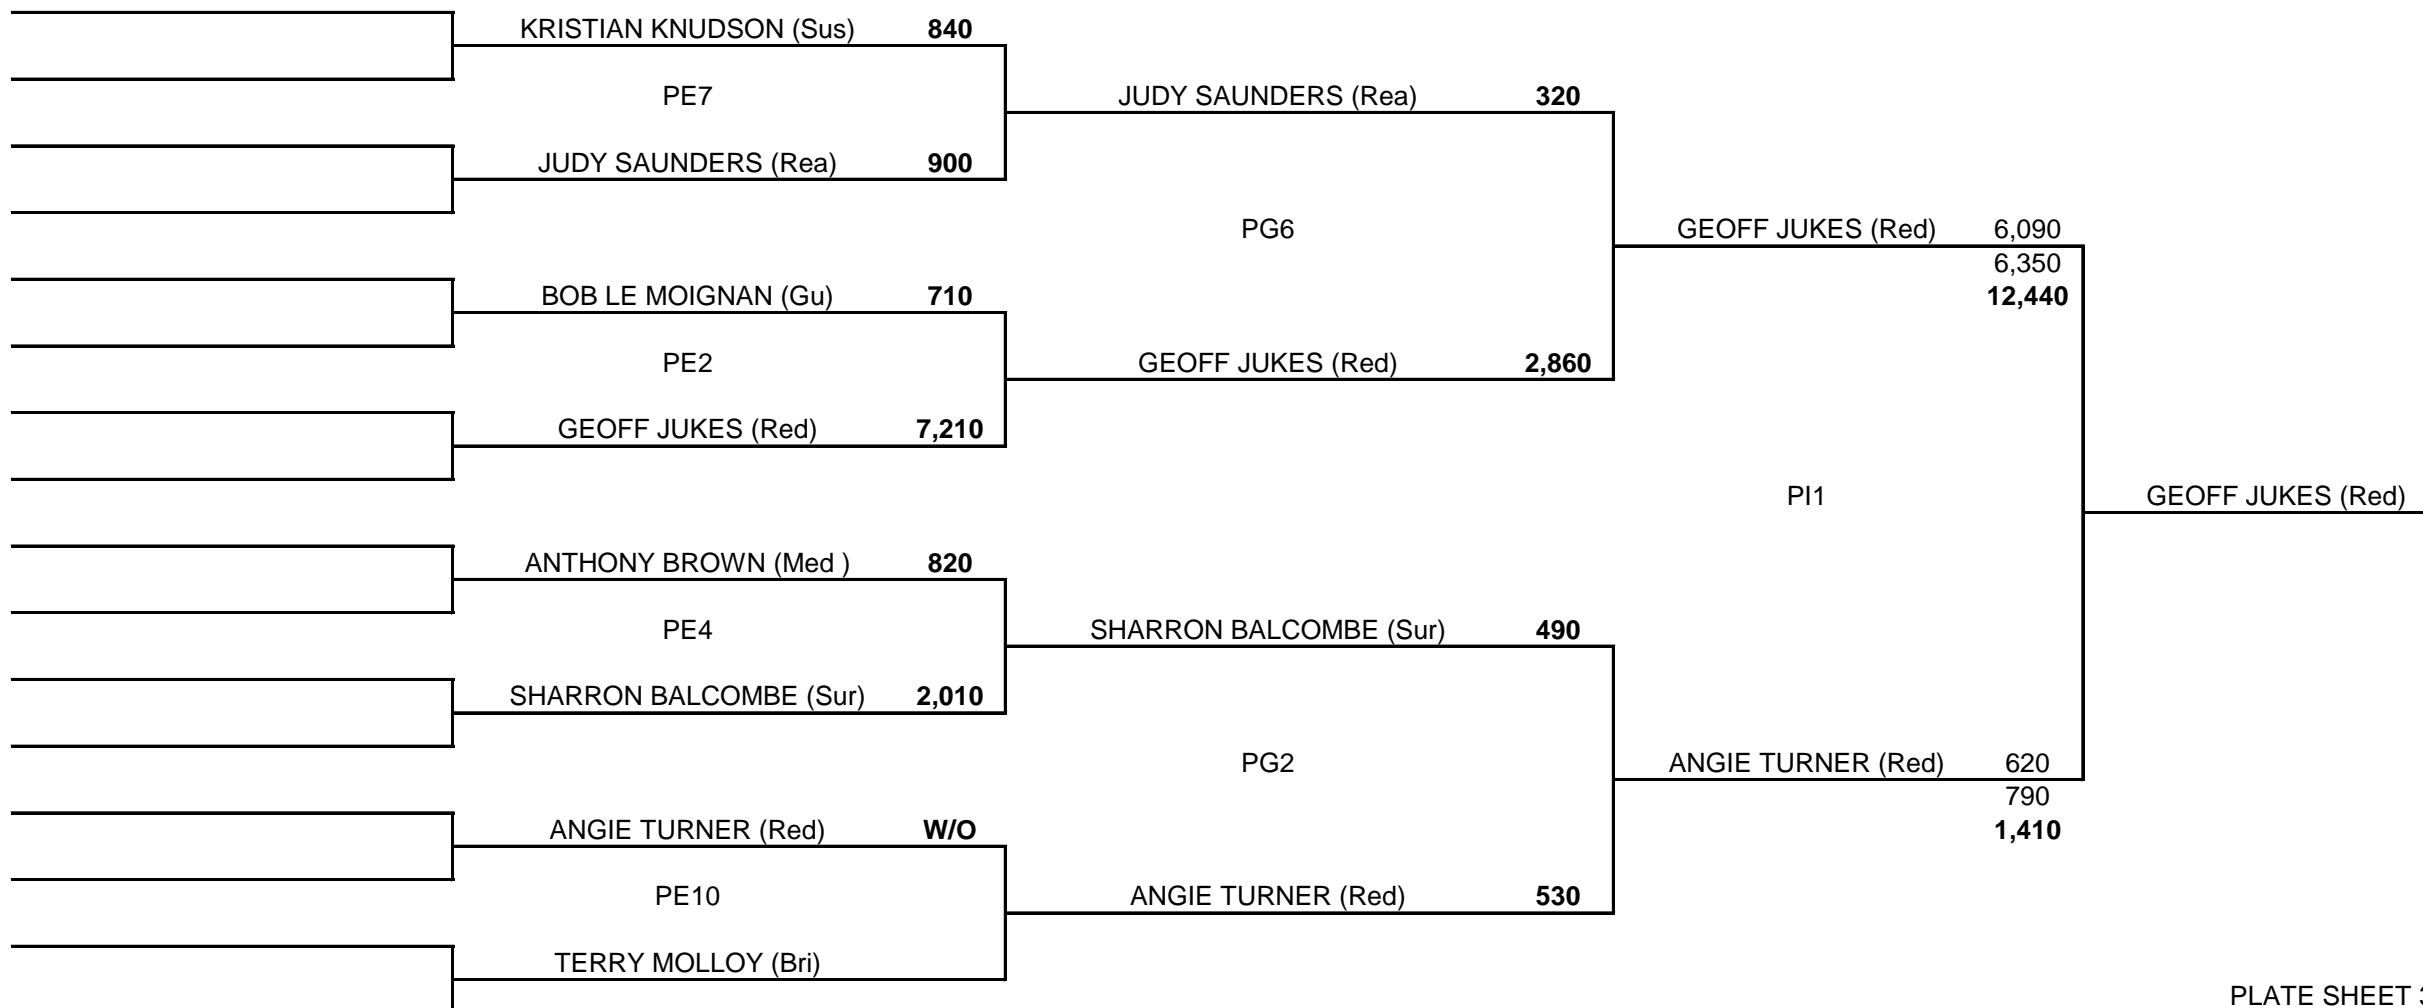 KRISTIAN KNUDSON (Sus) 840
PE7
JUDY SAUNDERS (Rea) 320
JUDY SAUNDERS (Rea) 900
PG6
GEOFF JUKES (Red) 6,090
6,350
BOB LE MOIGNAN (Gu) 710
12,440
PE2
GEOFF JUKES (Red) 2,860
GEOFF JUKES (Red) 7,210
PI1
GEOFF JUKES (Red)
ANTHONY BROWN (Med ) 820
PE4
SHARRON BALCOMBE (Sur) 490
SHARRON BALCOMBE (Sur) 2,010
PG2
ANGIE TURNER (Red) 620
790
ANGIE TURNER (Red) W/O
1,410
PE10
ANGIE TURNER (Red) 530
TERRY MOLLOY (Bri)
PLATE SHEET 3